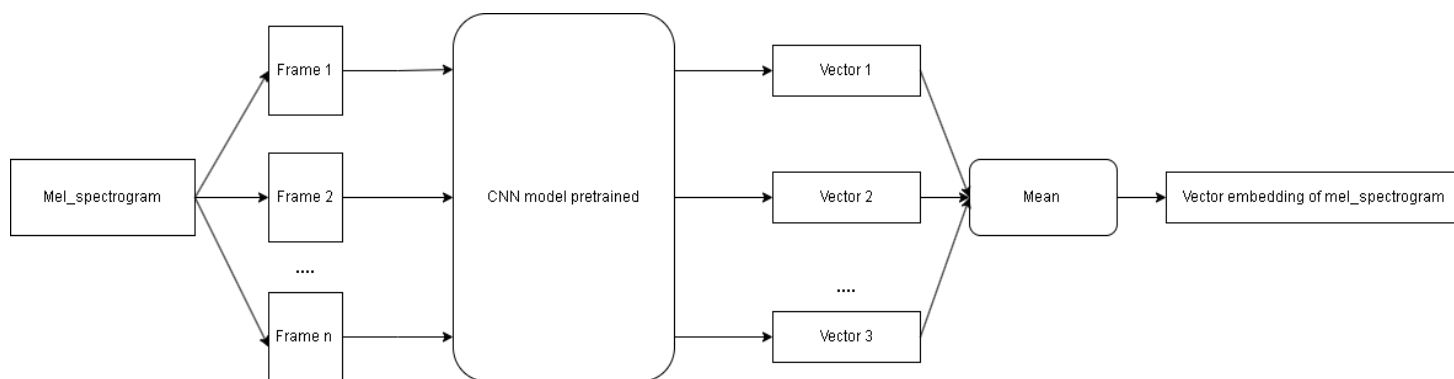 Mel_spectrogram
Frame 1
Frame 2
....
Frame n
CNN model pretrained
Vector 1
Vector 2
....
Vector 3
Mean
Vector embedding of mel_spectrogram